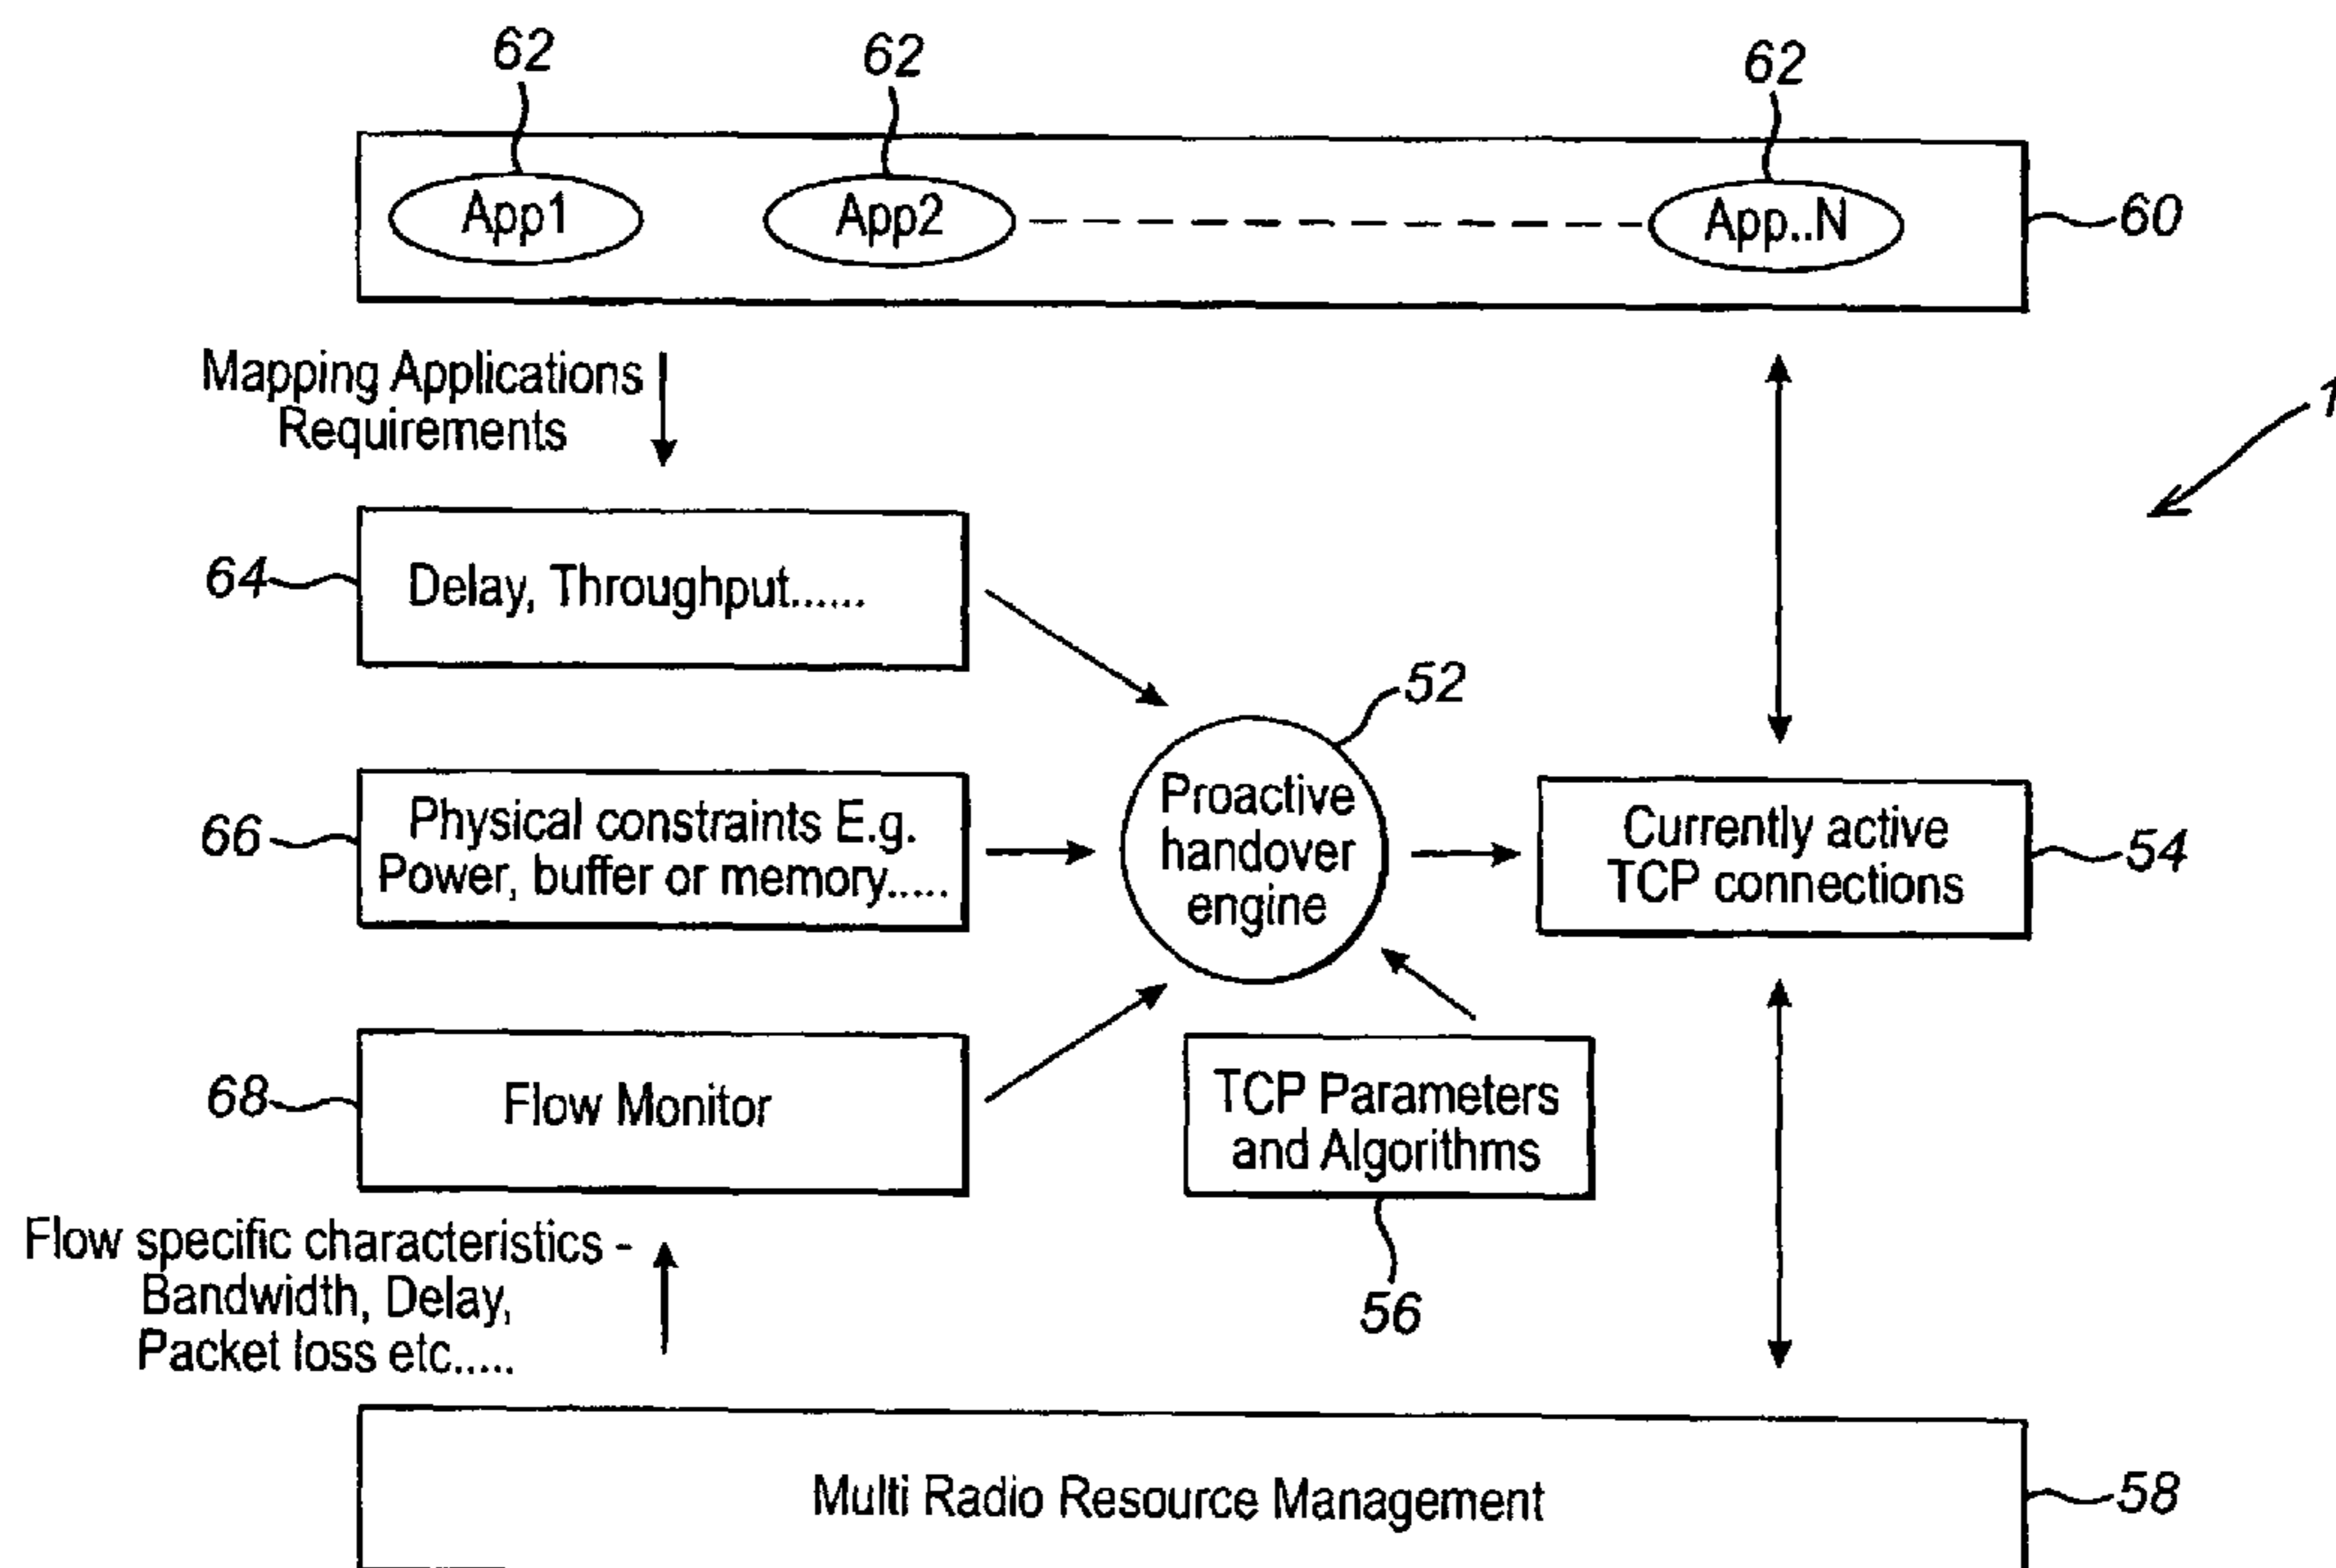 62 62 62
App1 App2 App..N
60
Mapping Applications
Requirements
64
Delay, Throughput......
52
66
Physical constraints E.g.
Power, buffer or memory.....
Proactive
handover
engine
Currently active
TCP connections
54
68
Flow Monitor
TCP Parameters
and Algorithms
56
Flow specific characteristics -
Bandwidth, Delay,
Packet loss etc.....
Multi Radio Resource Management
58